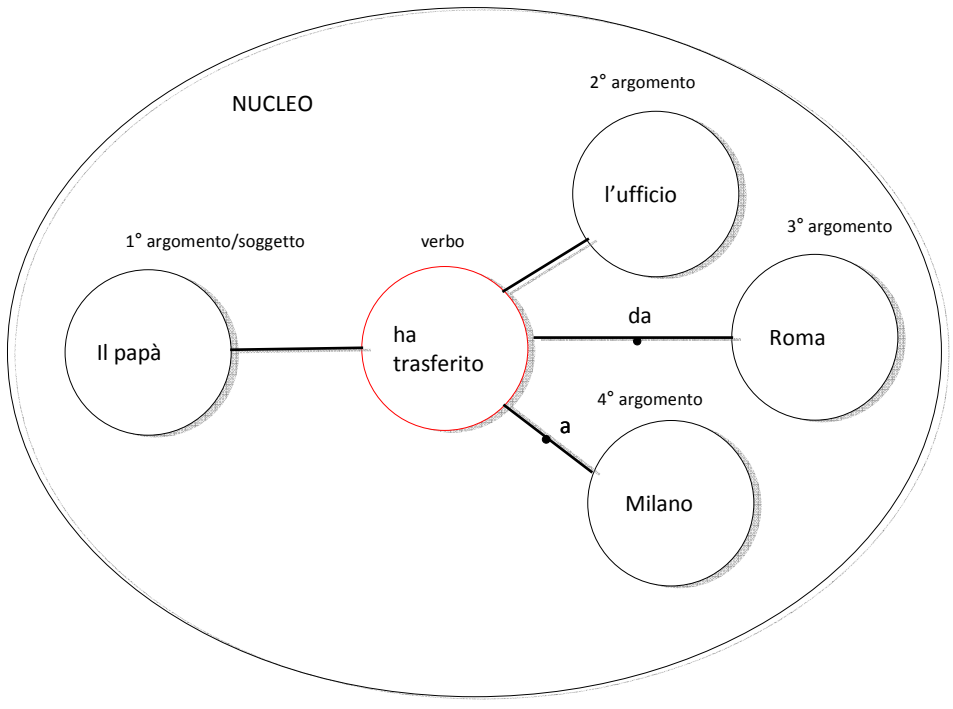 NUCLEO
2° argomento
l'ufficio
1° argomento/soggetto
verbo
3° argomento
Il papà
ha
trasferito
da
Roma
4° argomento
a
Milano